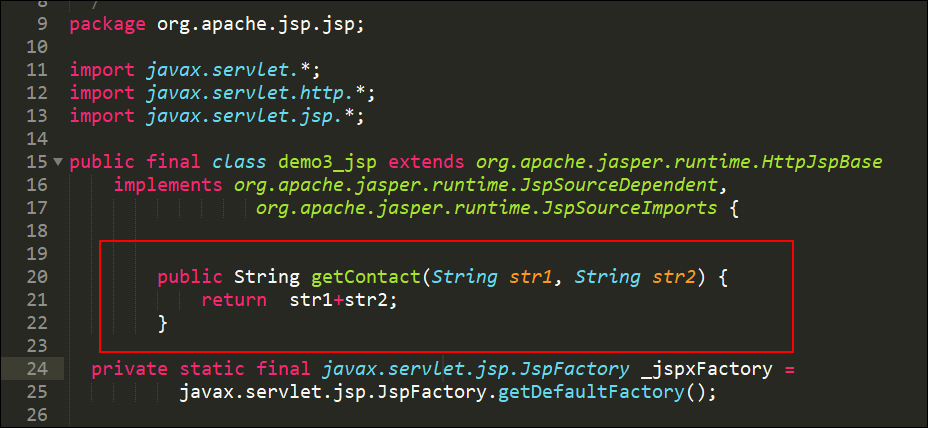 8 /
9 package org.apache.jsp.jsp;
10
11 import javax.servlet.*;
12 import javax.servlet.http.*;
13 import javax.servlet.jsp.*;
14
15 public final class demo3_jsp extends org.apache.jasper.runtime.HttpJspBase
16 implements org.apache.jasper.runtime.JspSourceDependent,
17 org.apache.jasper.runtime.JspSourceImports {
18
19
20 public String getContact(String str1, String str2) {
21 return  str1+str2;
22 }
23
24 private static final javax.servlet.jsp.JspFactory _jspxFactory =
25 javax.servlet.jsp.JspFactory.getDefaultFactory();
26